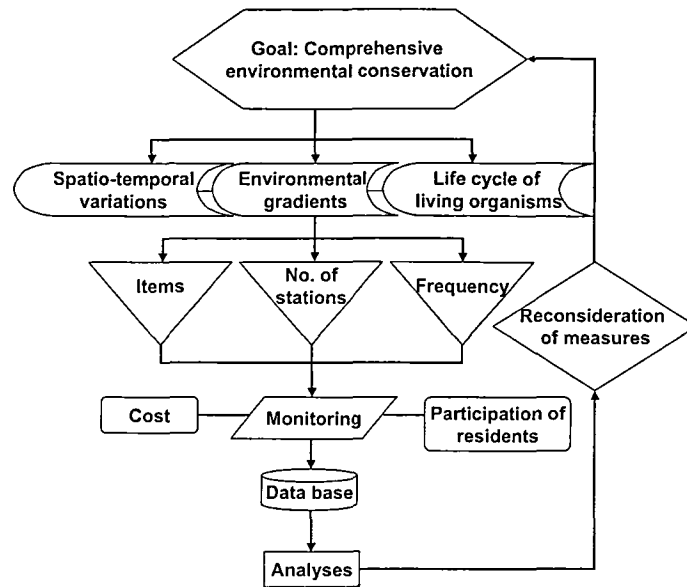 Goal: Comprehensive
environmental conservation
Spatio-temporal
variations
Environmental
gradients
Life cycle of
living organisms
Items
No. of
stations
Frequency
Reconsideration
of measures
Cost
Monitoring
Participation of
residents
Data base
Analyses